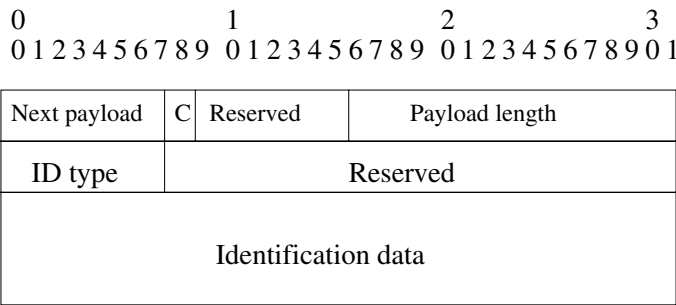 0 1 2 3
0 1 2 3 4 5 6 7 8 9 0 1 2 3 4 5 6 7 8 9 0 1 2 3 4 5 6 7 8 9 0 1
Next payload C Reserved Payload length
ID type Reserved
Identification data